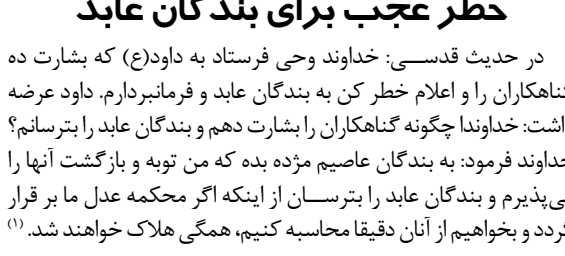 خطر عجب برای بندگان عابد
در حدیث قدسی: خداوند وحی فرستاد به داود(ع) که بشارت ده
گناهکاران را و اعلام خطر کن به بندگان عابد و فرمانبردارم. داود عرضه
داشت: خداوندا چگونه گناهکاران را بشارت دهم و بندگان عابد را بترسانم؟
خداوند فرمود: به بندگان عاصیم مژده بده که من توبه و بازگشت آنها را
می‌پذیرم و بندگان عابد را بترسان از اینکه اگر محکمه عدل ما بر قرار
گردد و بخواهیم از آنان دقیقا محاسبه کنیم، همگی هلاک خواهند شد. (۱)